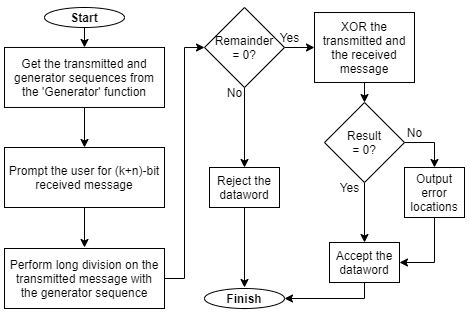 Start
Get the transmitted and
generator sequences from
the 'Generator' function
Prompt the user for (k+n)-bit
received message
Perform long division on the
transmitted message with
the generator sequence
Remainder
= 0?
Yes
No
Reject the
dataword
XOR the
transmitted and
the received
message
Result
= 0?
No
Yes
Output
error
locations
Accept the
dataword
Finish